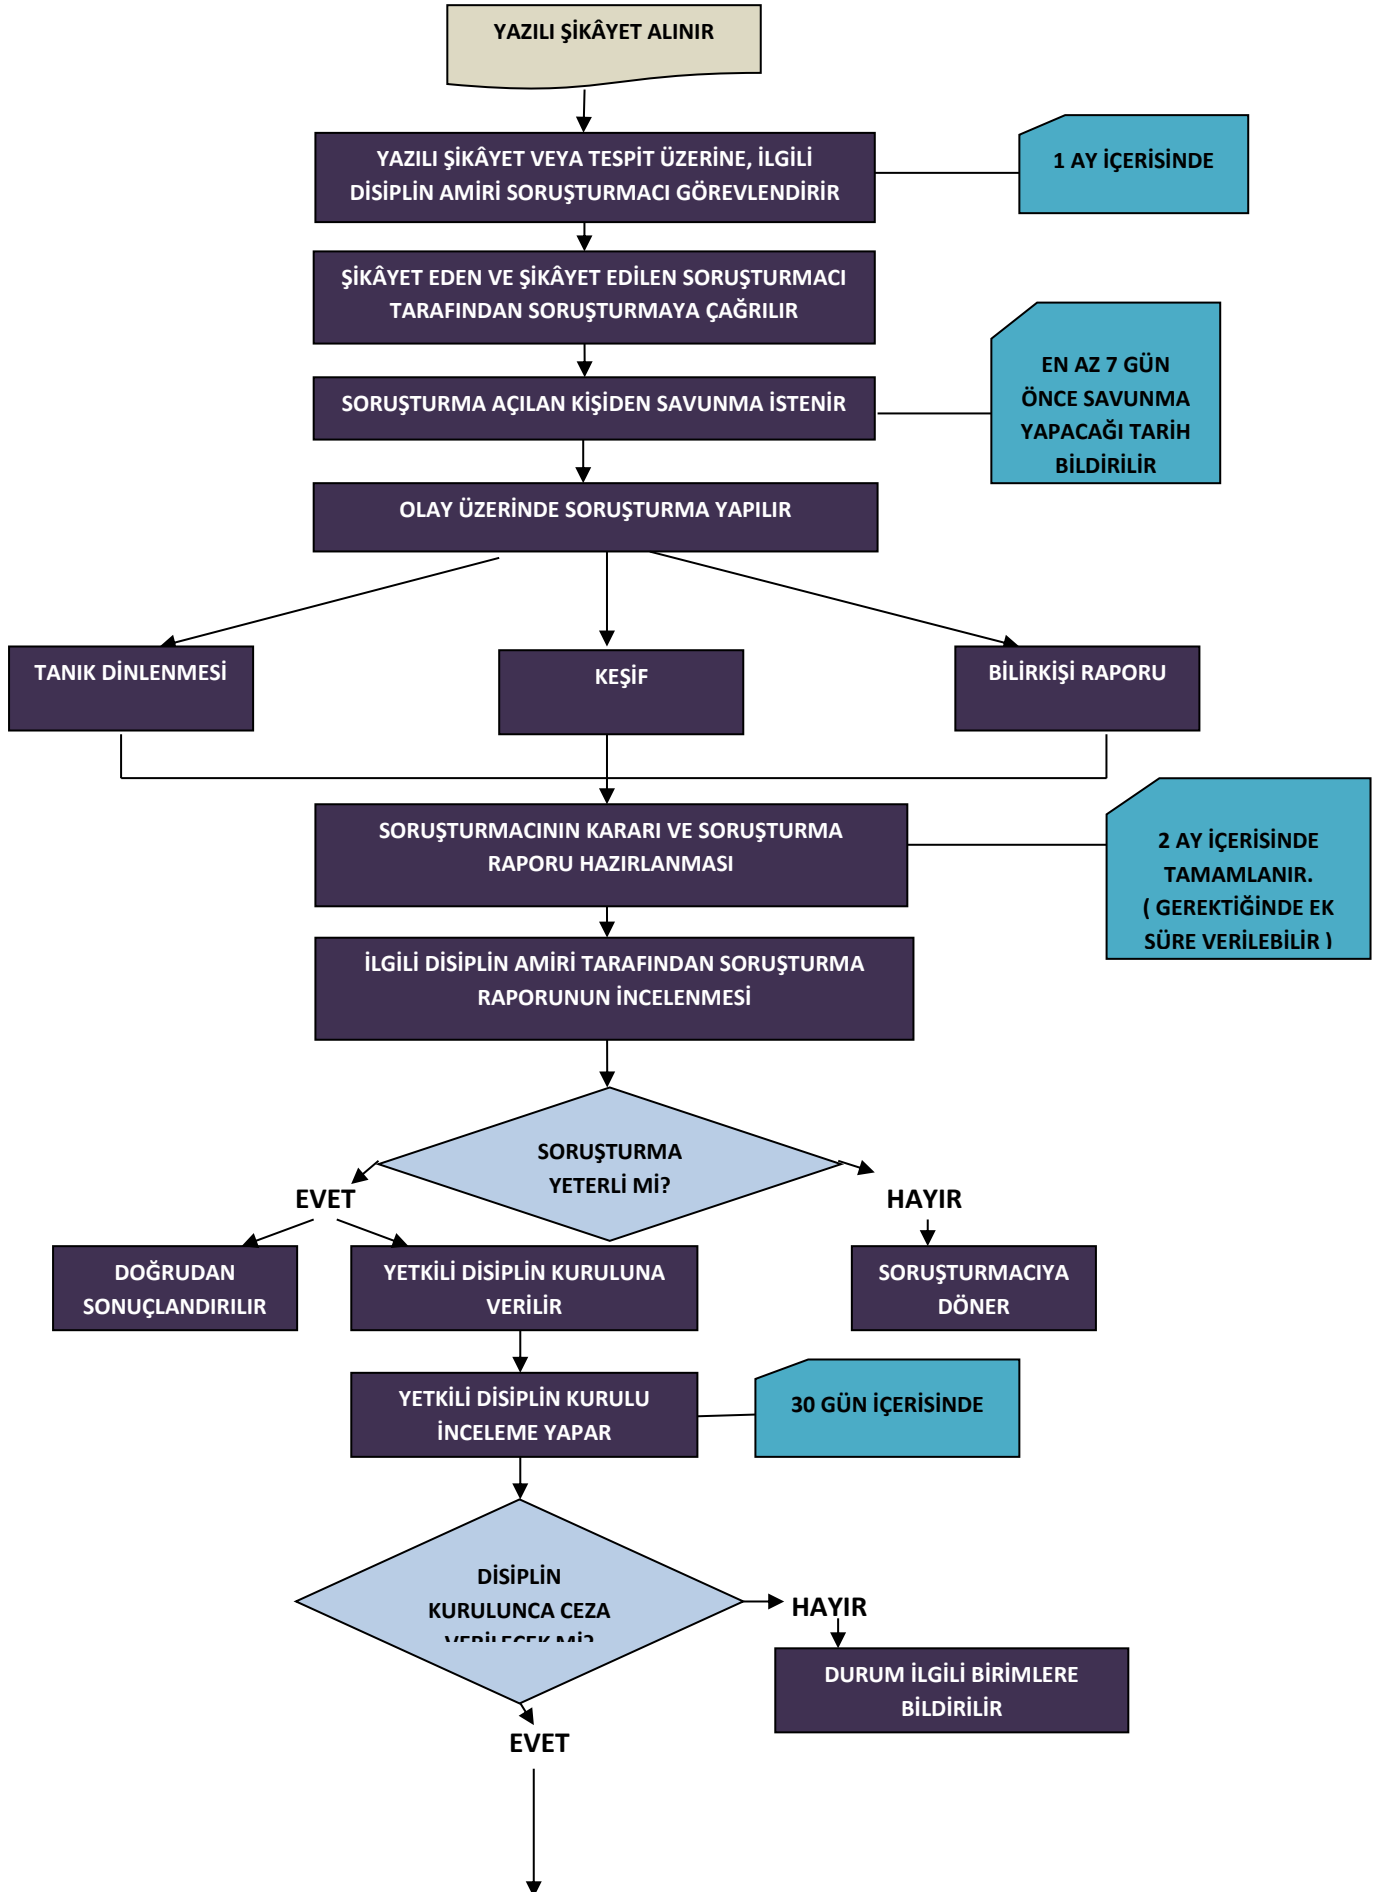 YAZILI ŞİKÂYET ALINIR
YAZILI ŞİKÂYET VEYA TESPİT ÜZERİNE, İLGİLİ
DİSİPLİN AMİRİ SORUŞTURMACI GÖREVLENDİRİR
1 AY İÇERİSİNDE
ŞİKÂYET EDEN VE ŞİKÂYET EDİLEN SORUŞTURMACI
TARAFINDAN SORUŞTURMAYA ÇAĞRILIR
SORUŞTURMA AÇILAN KİŞİDEN SAVUNMA İSTENİR
EN AZ 7 GÜN
ÖNCE SAVUNMA
YAPACAĞI TARİH
BİLDİRİLİR
OLAY ÜZERİNDE SORUŞTURMA YAPILIR
TANIK DİNLENMESİ
KEŞİF
BİLİRKİŞİ RAPORU
SORUŞTURMACININ KARARI VE SORUŞTURMA
RAPORU HAZIRLANMASI
2 AY İÇERİSİNDE
TAMAMLANIR.
( GEREKTİĞİNDE EK
SÜRE VERİLEBİLİR )
İLGİLİ DİSİPLİN AMİRİ TARAFINDAN SORUŞTURMA
RAPORUNUN İNCELENMESİ
SORUŞTURMA
YETERLİ Mİ?
EVET
HAYIR
DOĞRUDAN
SONUÇLANDIRILIR
YETKİLİ DİSİPLİN KURULUNA
VERİLİR
SORUŞTURMACIYA
DÖNER
YETKİLİ DİSİPLİN KURULU
İNCELEME YAPAR
30 GÜN İÇERİSİNDE
DİSİPLİN
KURULUNCA CEZA
VERİLECEK Mİ?
HAYIR
DURUM İLGİLİ BİRİMLERE
BİLDİRİLİR
EVET